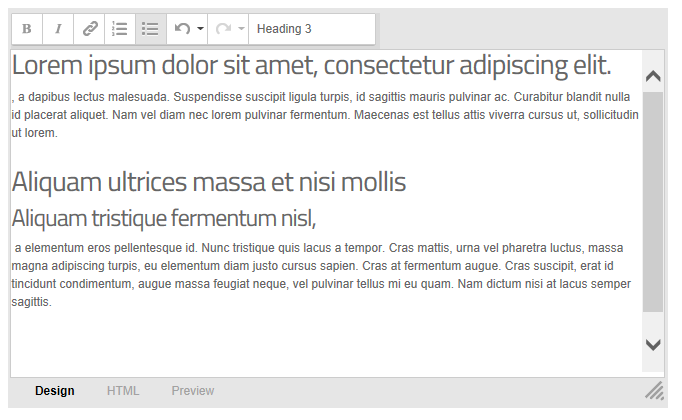 B I Heading 3
Lorem ipsum dolor sit amet, consectetur adipiscing elit.
, a dapibus lectus malesuada. Suspendisse suscipit ligula turpis, id sagittis mauris pulvinar ac. Curabitur blandit nulla
id placerat aliquet. Nam vel diam nec lorem pulvinar fermentum. Maecenas est tellus attis viverra cursus ut, sollicitudin
ut lorem.
Aliquam ultrices massa et nisi mollis
Aliquam tristique fermentum nisl,
a elementum eros pellentesque id. Nunc tristique quis lacus a tempor. Cras mattis, urna vel pharetra luctus, massa
magna adipiscing turpis, eu elementum diam justo cursus sapien. Cras at fermentum augue. Cras suscipit, erat id
tincidunt condimentum, augue massa feugiat neque, vel pulvinar tellus mi eu quam. Nam dictum nisi at lacus semper
sagittis.
Design HTML Preview